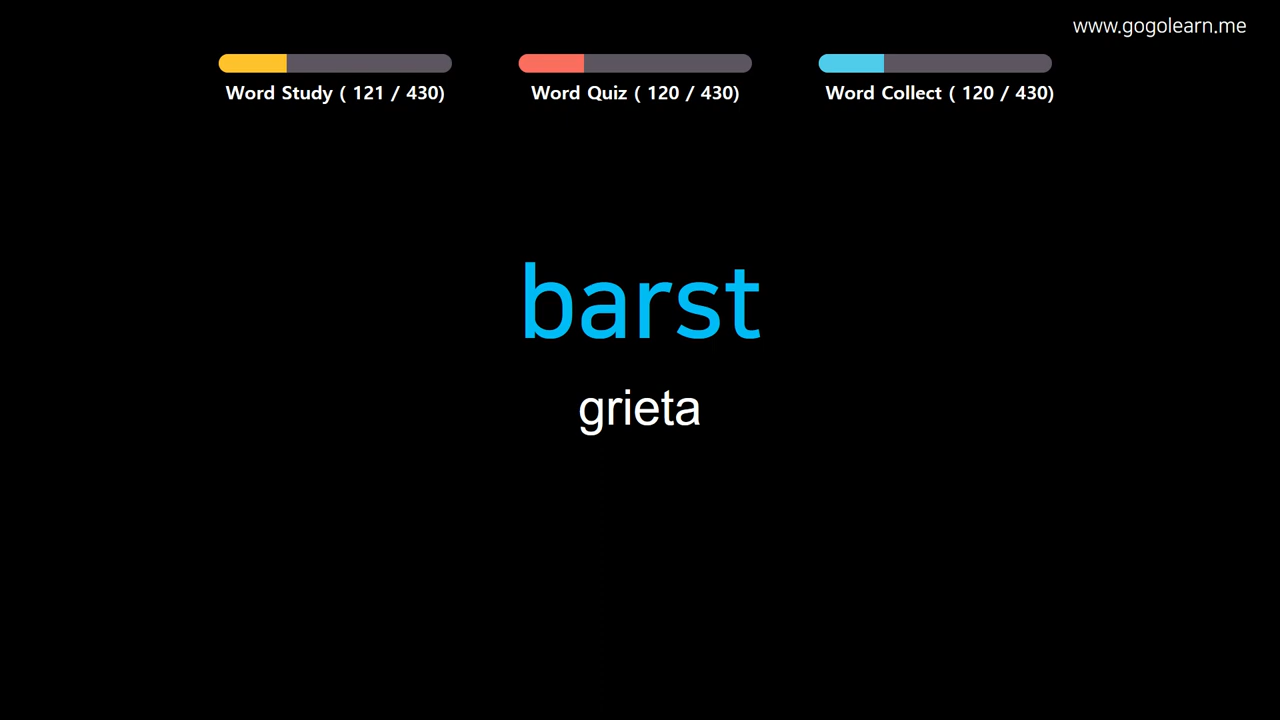 www.gogolearn.me
Word Study ( 121 / 430)
Word Quiz ( 120 / 430)
Word Collect ( 120 / 430)
barst
grieta